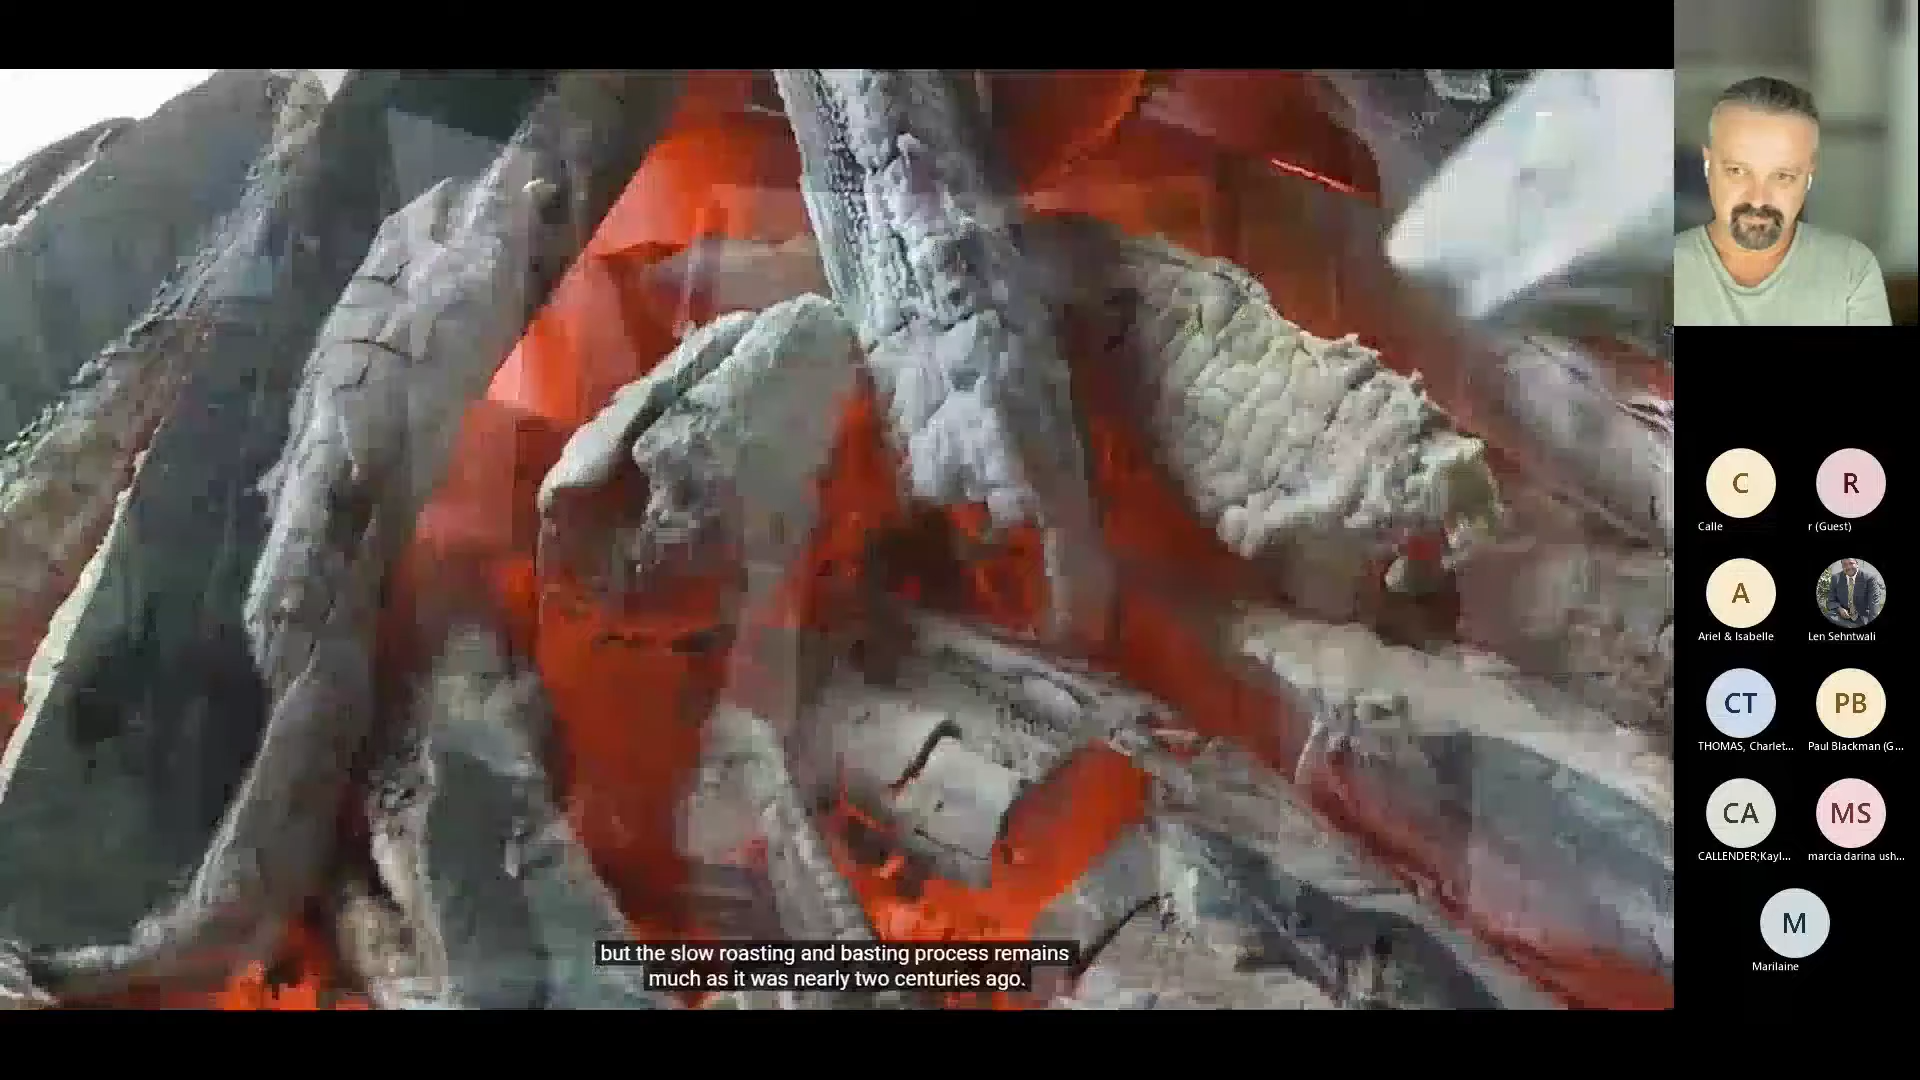 C
R
Calle
r (Guest)
A
Ariel & Isabelle
Len Sehntwali
CT
PB
THOMAS, Charlet...
Paul Blackman (G...
CA
MS
CALLENDER;Kayl...
marcia darina ush...
M
Marilaine
but the slow roasting and basting process remains
much as it was nearly two centuries ago.